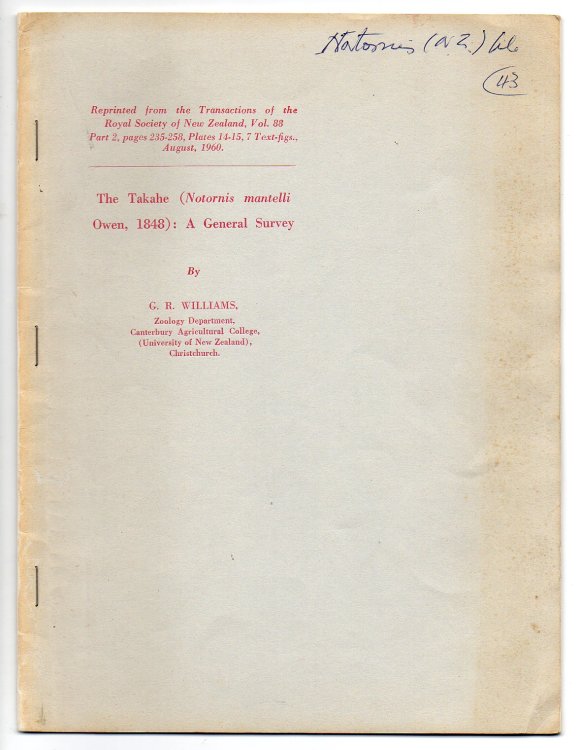 Notornis (N.Z.) file
43
Reprinted from the Transactions of the
Royal Society of New Zealand, Vol. 88
Part 2, pages 235-258, Plates 14-15, 7 Text-figs.,
August, 1960.
The Takahe (Notornis mantelli
Owen, 1848): A General Survey
By
G. R. WILLIAMS,
Zoology Department,
Canterbury Agricultural College,
(University of New Zealand),
Christchurch.